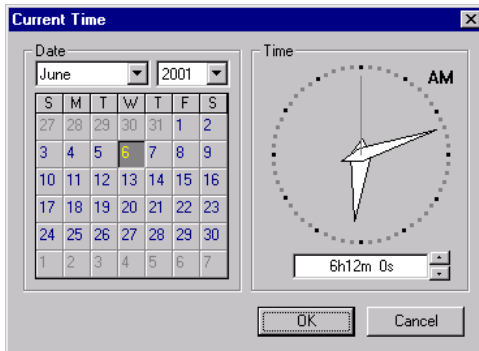 Current Time
Date
June 2001
S M T W T F S
27 28 29 30 31 1 2
3 4 5 6 7 8 9
10 11 12 13 14 15 16
17 18 19 20 21 22 23
24 25 26 27 28 29 30
1 2 3 4 5 6 7
Time
AM
6h12m 0s
OK Cancel